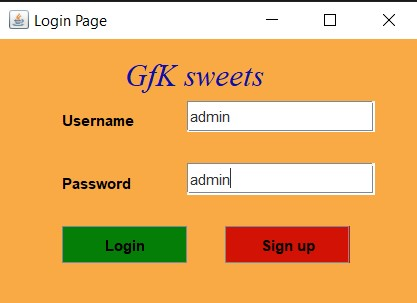 Login Page
GfK sweets
Username admin
Password admin
Login Sign up